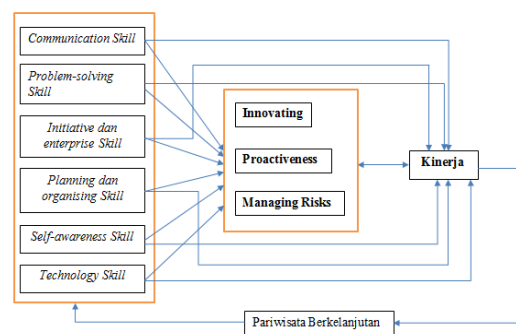 Communication Skill
Problem-solving
Skill
Initiative dan
enterprise Skill
Planning dan
organising Skill
Self-awareness Skill
Technology Skill
Innovating
Proactiveness
Managing Risks
Kinerja
Pariwisata Berkelanjutan